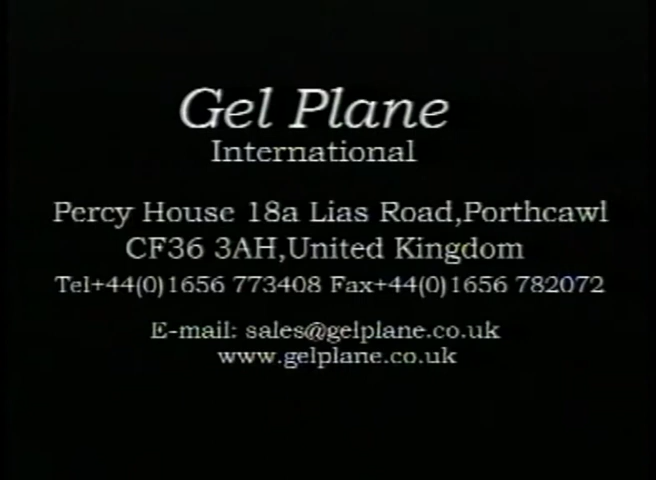 Gel Plane
International
Percy House 18a Lias Road,Porthcawl
CF36 3AH,United Kingdom
Tel+44(0)1656 773408 Fax+44(0)1656 782072
E-mail: sales@gelplane.co.uk
www.gelplane.co.uk